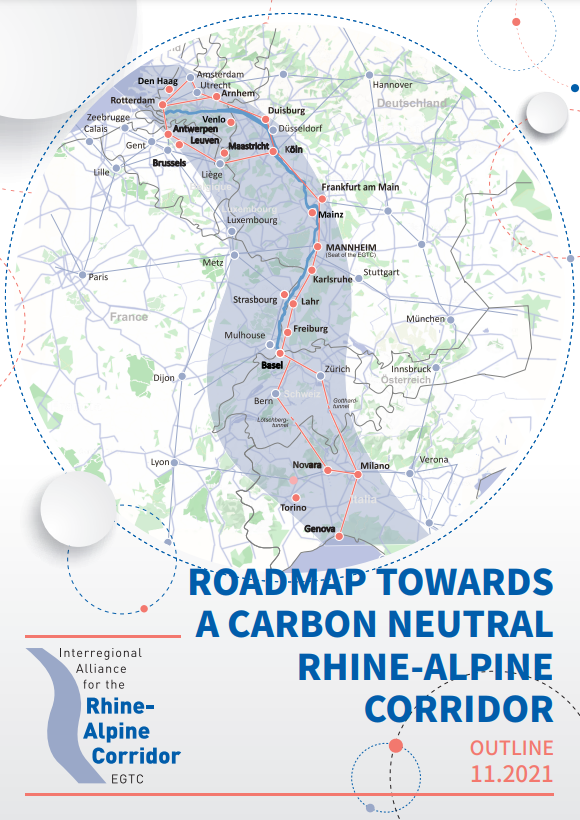 Amsterdam
Den Haag
Utrecht
Hannover
Arnhem
Rotterdam
Deutschland
Duisburg
Zeebrugge
Venlo
Calais
Antwerpen
Düsseldorf
Leuven
Gent
Maastricht
Köln
Brussels
Liège
Lille
Frankfurt am Main
Luxembourg
Mainz
Luxembourg
MANNHEIM
(Seat of the EGTC)
Metz
Paris
Karlsruhe
Stuttgart
Strasbourg
Lahr
France
München
Freiburg
Mulhouse
Basel
Zürich
Innsbruck
Österreich
Dijon
Bern
Schweiz
Gotthard-
tunnel
Lötschberg-
tunnel
Lyon
Novara
Milano
Verona
Italia
Torino
Genova
ROADMAP TOWARDS
A CARBON NEUTRAL
RHINE-ALPINE
CORRIDOR
OUTLINE
11.2021
Interregional
Alliance
for the
Rhine-
Alpine
Corridor
EGTC